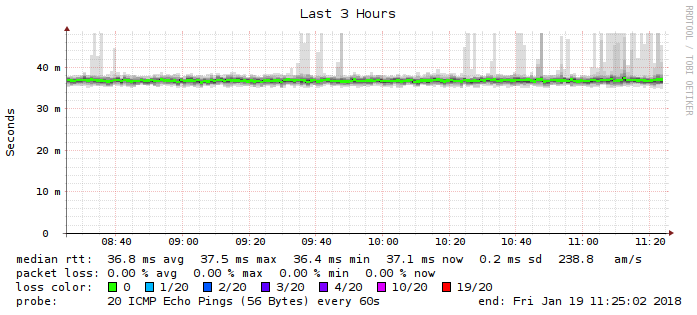 Last 3 Hours
RRDTOOL / TOBI OETIKER
Seconds
40 m
30 m
20 m
10 m
0
08:40 09:00 09:20 09:40 10:00 10:20 10:40 11:00 11:20
median rtt: 36.8 ms avg 37.5 ms max 36.4 ms min 37.1 ms now 0.2 ms sd 238.8 am/s
packet loss: 0.00 % avg 0.00 % max 0.00 % min 0.00 % now
loss color: 0 1/20 2/20 3/20 4/20 10/20 19/20
probe: 20 ICMP Echo Pings (56 Bytes) every 60s end: Fri Jan 19 11:25:02 2018